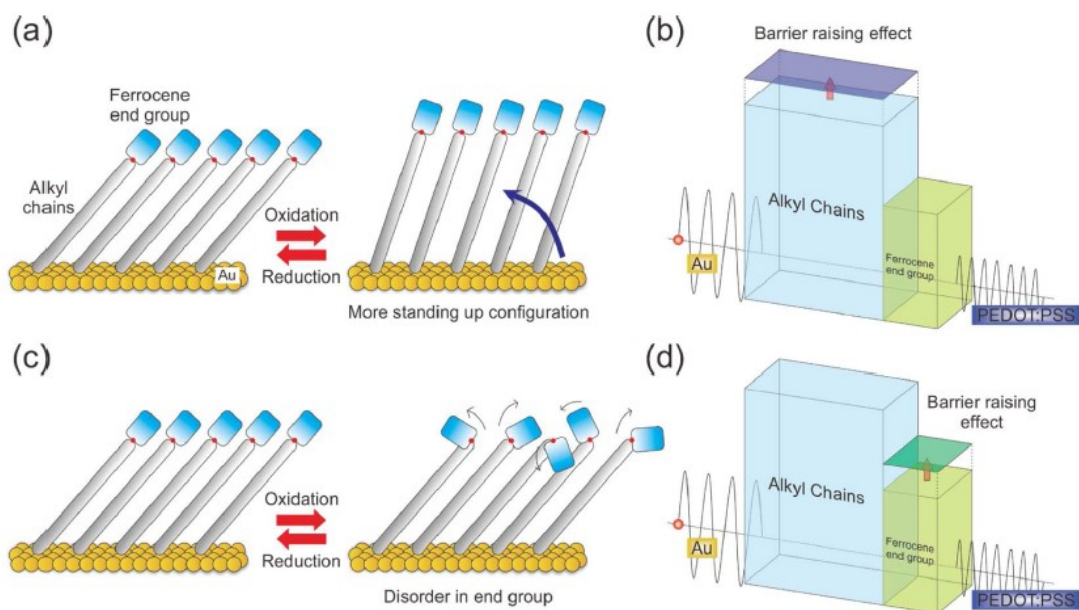 (a)
Ferrocene
end group
Alkyl
chains
Au
Oxidation
Reduction
More standing up configuration
(b)
Barrier raising effect
Alkyl Chains
Au
Ferrocene
end group
PEDOT:PSS
(c)
Oxidation
Reduction
Disorder in end group
(d)
Barrier raising
effect
Alkyl Chains
Au
Ferrocene
end group
PEDOT:PSS